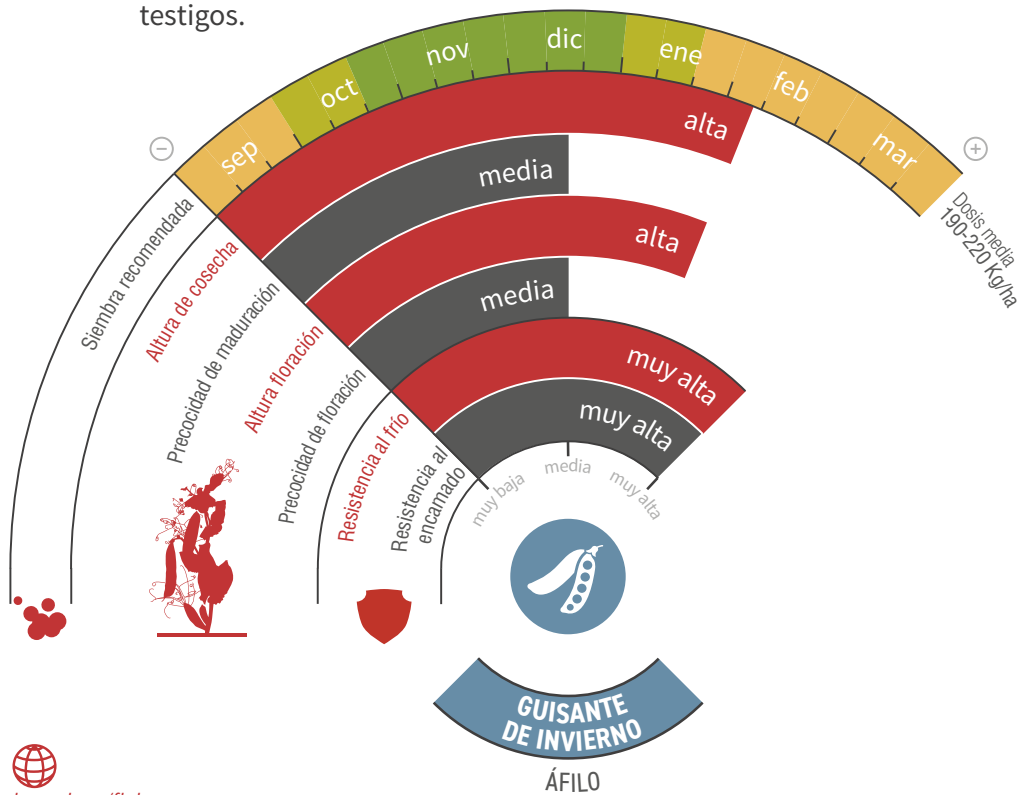 testigos.
sep
oct
nov
dic
ene
feb
mar
−
+
Dosis media
190-220 Kg/ha
Siembra recomendada
Altura de cosecha
alta
Precocidad de maduración
media
Altura floración
alta
Precocidad de floración
media
Resistencia al frío
muy alta
Resistencia al
encamado
muy alta
muy baja
media
muy alta
GUISANTE
DE INVIERNO
ÁFILO